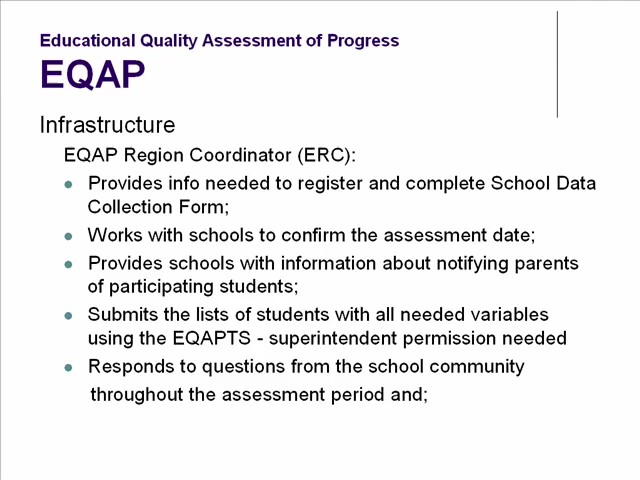 Educational Quality Assessment of Progress
EQAP
Infrastructure
EQAP Region Coordinator (ERC):
Provides info needed to register and complete School Data
Collection Form;
Works with schools to confirm the assessment date;
Provides schools with information about notifying parents
of participating students;
Submits the lists of students with all needed variables
using the EQAPTS - superintendent permission needed
Responds to questions from the school community
throughout the assessment period and;